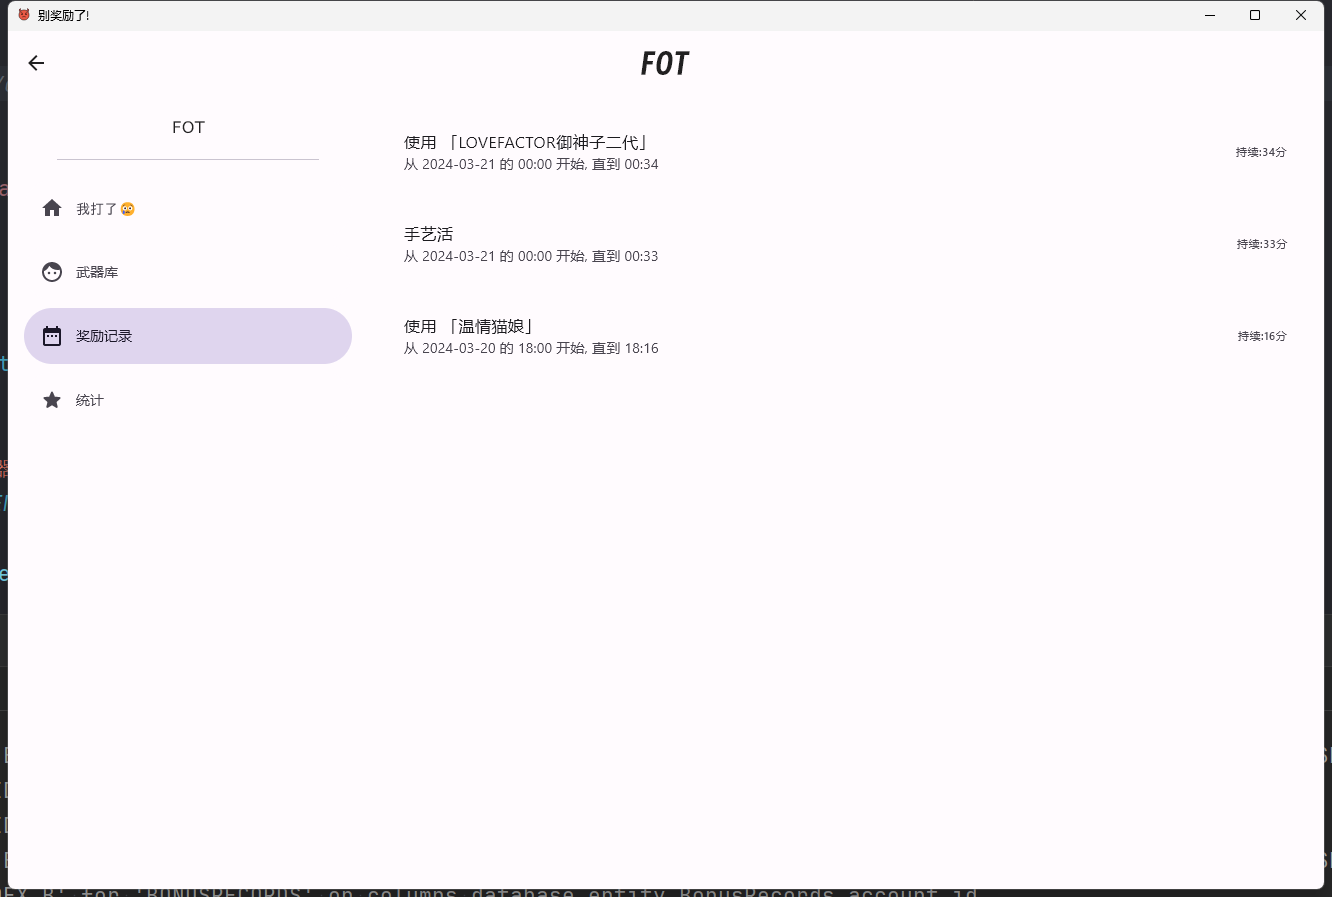 别奖励了!
FOT
FOT
我打了😨
武器库
奖励记录
统计
使用 「LOVEFACTOR御神子二代」
从 2024-03-21 的 00:00 开始, 直到 00:34
持续:34分
手艺活
从 2024-03-21 的 00:00 开始, 直到 00:33
持续:33分
使用 「温情猫娘」
从 2024-03-20 的 18:00 开始, 直到 18:16
持续:16分